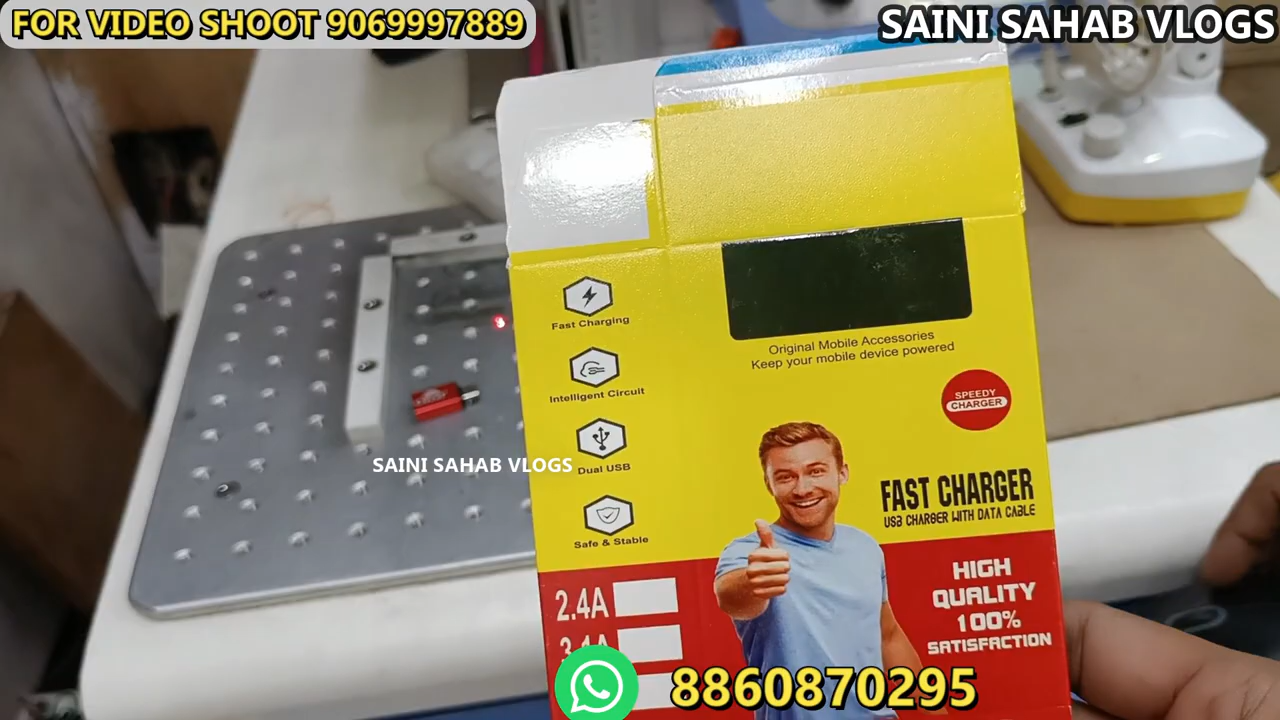 FOR VIDEO SHOOT 9069997889
SAINI SAHAB VLOGS
Fast Charging
Intelligent Circuit
Dual USB
Safe & Stable
Original Mobile Accessories
Keep your mobile device powered
SPEEDY
CHARGER
FAST CHARGER
USB CHARGER WITH DATA CABLE
HIGH
QUALITY
100%
SATISFACTION
2.4A
3.1A
SAINI SAHAB VLOGS
8860870295